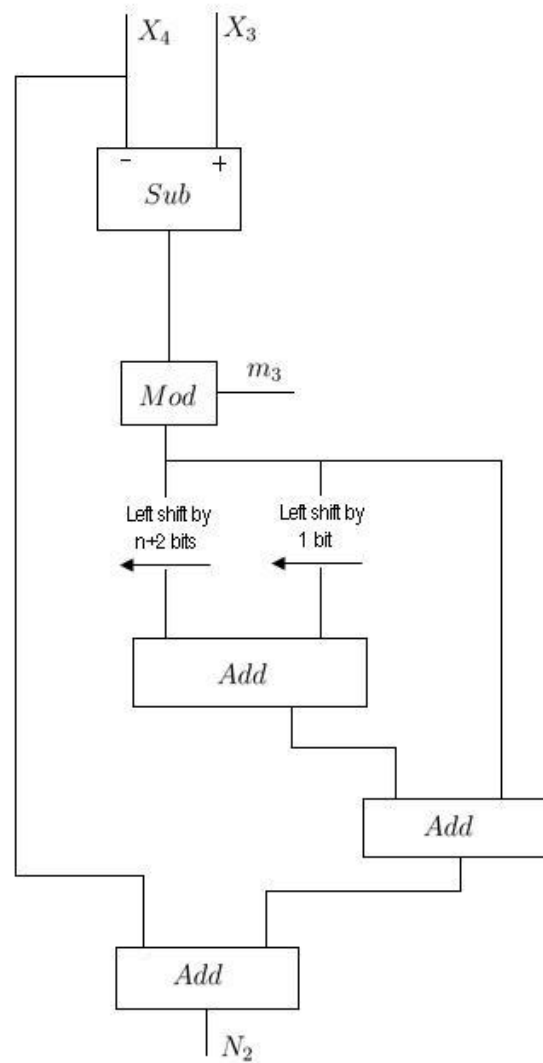 X₄ X₃
- +
Sub
m₃
Mod
Left shift by
n+2 bits
Left shift by
1 bit
Add
Add
Add
N₂